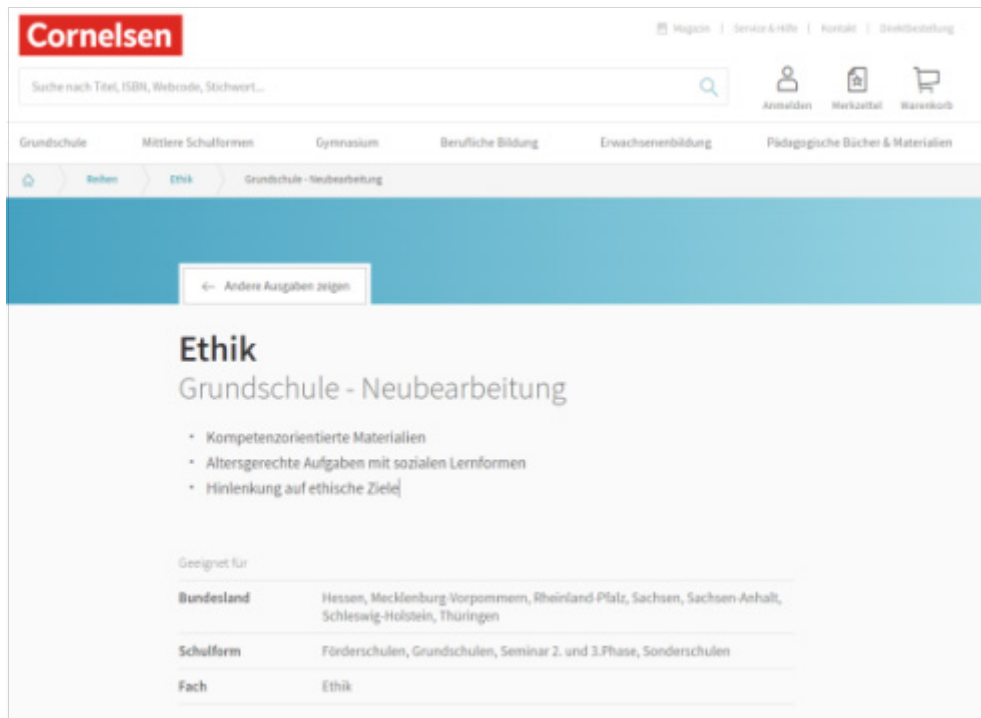 Cornelsen
Magazin | Service & Hilfe | Kontakt | Direktbestellung
Suche nach Titel, ISBN, Webcode, Stichwort...
Anmelden Merkzettel Warenkorb
Grundschule Mittlere Schulformen Gymnasium Berufliche Bildung Erwachsenenbildung Pädagogische Bücher & Materialien
Reihen Ethik Grundschule - Neubearbeitung
← Andere Ausgaben zeigen
Ethik
Grundschule - Neubearbeitung
• Kompetenzorientierte Materialien
• Altersgerechte Aufgaben mit sozialen Lernformen
• Hinlenkung auf ethische Ziele
Geeignet für
Bundesland Hessen, Mecklenburg-Vorpommern, Rheinland-Pfalz, Sachsen, Sachsen-Anhalt,
Schleswig-Holstein, Thüringen
Schulform Förderschulen, Grundschulen, Seminar 2. und 3.Phase, Sonderschulen
Fach Ethik